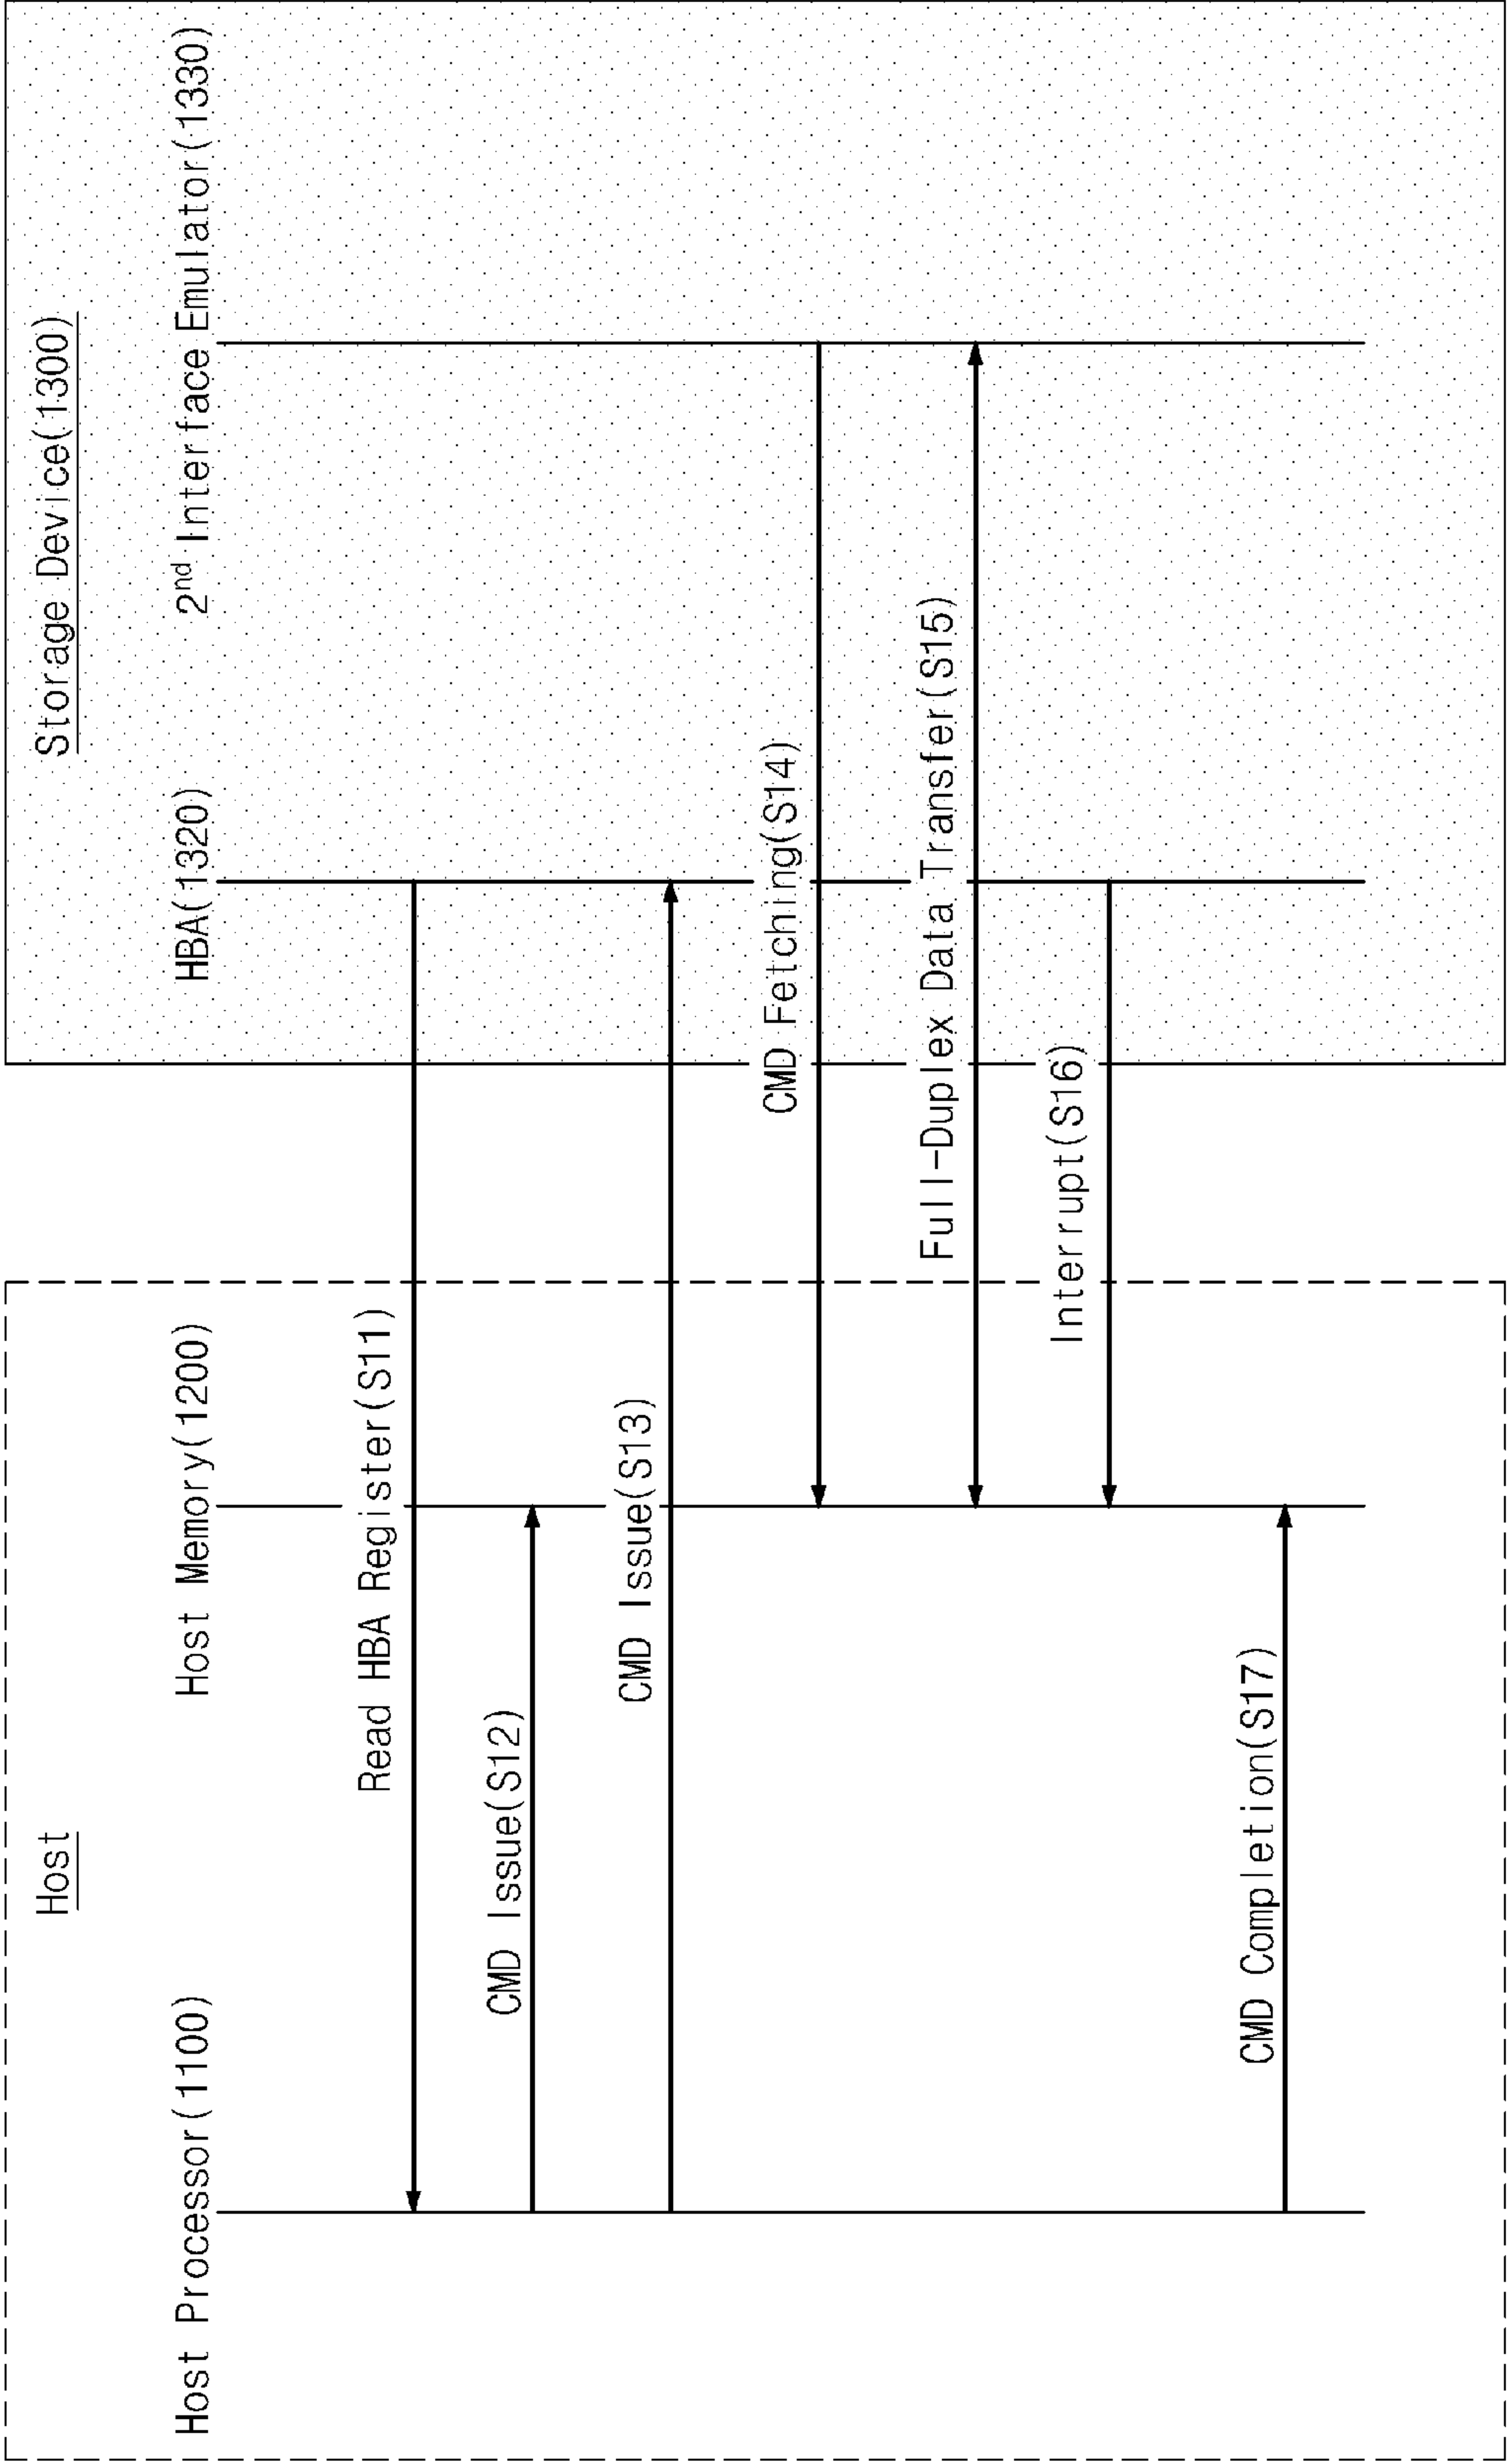 Host
Storage Device(1300)
Host Processor(1100)
Host Memory(1200)
HBA(1320)
2nd Interface Emulator(1330)
Read HBA Register(S11)
CMD Issue(S12)
CMD Issue(S13)
CMD Fetching(S14)
Full-Duplex Data Transfer(S15)
Interrupt(S16)
CMD Completion(S17)